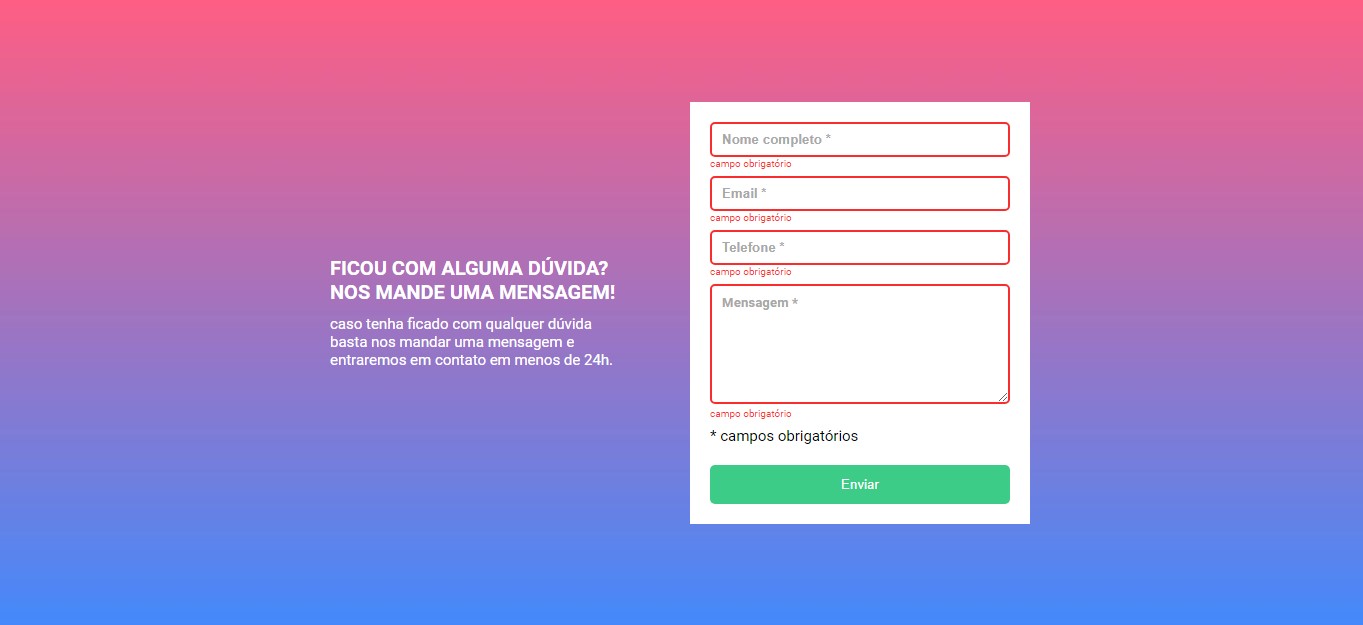 FICOU COM ALGUMA DÚVIDA?
NOS MANDE UMA MENSAGEM!
caso tenha ficado com qualquer dúvida
basta nos mandar uma mensagem e
entraremos em contato em menos de 24h.
Nome completo *
campo obrigatório
Email *
campo obrigatório
Telefone *
campo obrigatório
Mensagem *
campo obrigatório
* campos obrigatórios
Enviar